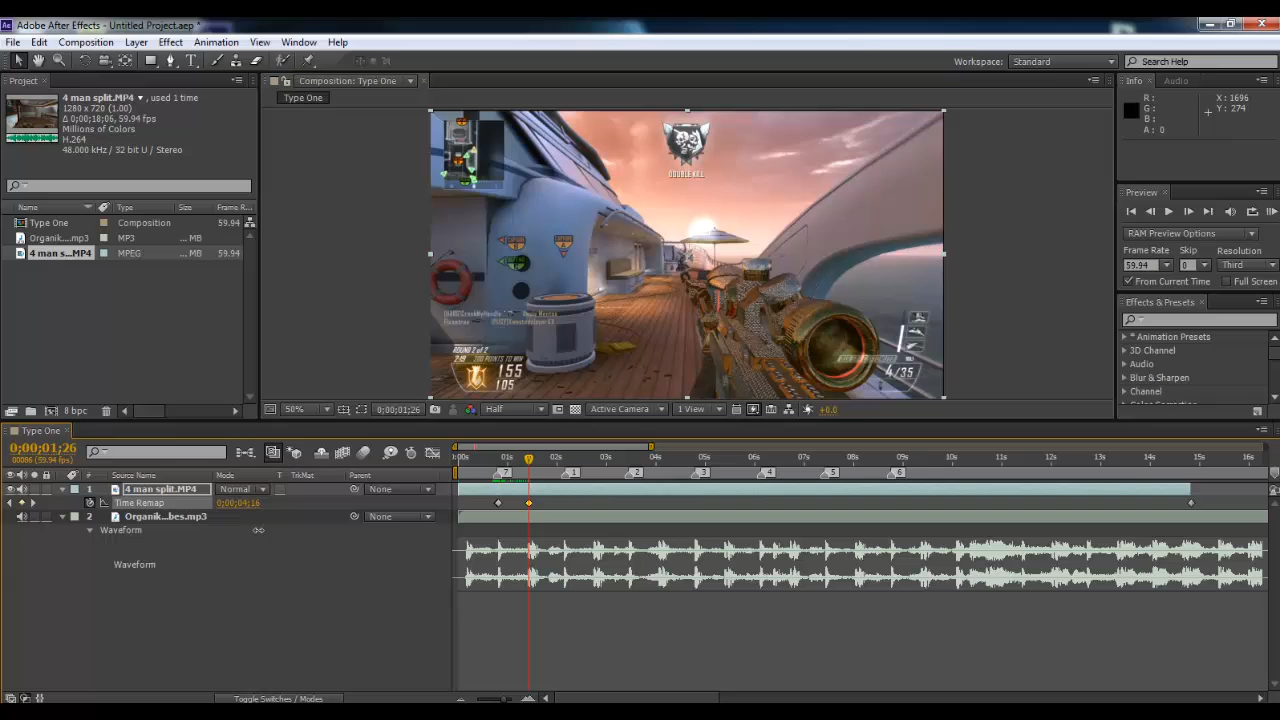 Adobe After Effects - Untitled Project.aep *
File Edit Composition Layer Effect Animation View Window Help
Workspace: Standard
Search Help
Project
Composition: Type One
Info Audio
Type One
4 man split.MP4 , used 1 time
1280 x 720 (1.00)
Δ 0;00;18;06, 59.94 fps
Millions of Colors
H.264
48.000 kHz / 32 bit U / Stereo
R :
G :
B :
A : 0
X : 1696
Y : 274
Preview
RAM Preview Options
Frame Rate Skip Resolution
59.94 0 Third
From Current Time Full Screen
Effects & Presets
* Animation Presets
3D Channel
Audio
Blur & Sharpen
Channel
Name Type Size Frame R...
Type One Composition 59.94
Organik....mp3 MP3 ... MB
4 man s....MP4 MPEG ... MB 59.94
DOUBLE KILL
ROUND 2 of 2
155
105
4/35
8 bpc
50% 0;00;01;26 Half Active Camera 1 View +0.0
Type One
0;00;01;26
00086 (59.94 fps)
:00s 01s 02s 03s 04s 05s 06s 07s 08s 09s 10s 11s 12s 13s 14s 15s 16s
# Source Name Mode T TrkMat Parent
7 1 2 3 4 5 6
1 4 man split.MP4 Normal None
Time Remap 0;00;04;16
2 Organik...bes.mp3 None
Waveform
Waveform
Toggle Switches / Modes